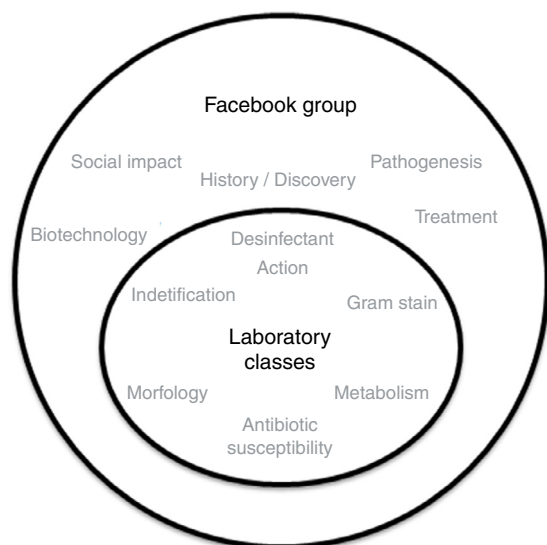 Facebook group
Social impact
Pathogenesis
History / Discovery
Treatment
Biotechnology
Desinfectant
Action
Indetification
Gram stain
Laboratory
classes
Morfology
Metabolism
Antibiotic
susceptibility